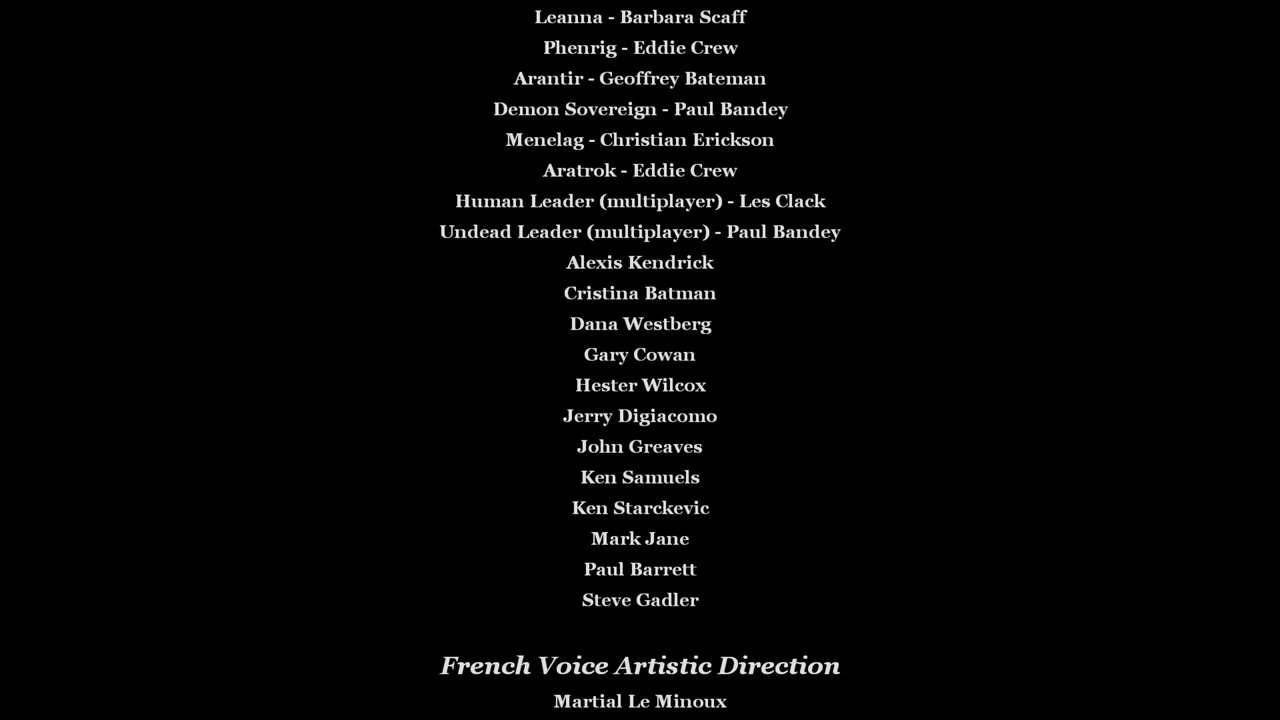 Leanna - Barbara Scaff
Phenrig - Eddie Crew
Arantir - Geoffrey Bateman
Demon Sovereign - Paul Bandey
Menelag - Christian Erickson
Aratrok - Eddie Crew
Human Leader (multiplayer) - Les Clack
Undead Leader (multiplayer) - Paul Bandey
Alexis Kendrick
Cristina Batman
Dana Westberg
Gary Cowan
Hester Wilcox
Jerry Digiacomo
John Greaves
Ken Samuels
Ken Starckevic
Mark Jane
Paul Barrett
Steve Gadler
French Voice Artistic Direction
Martial Le Minoux